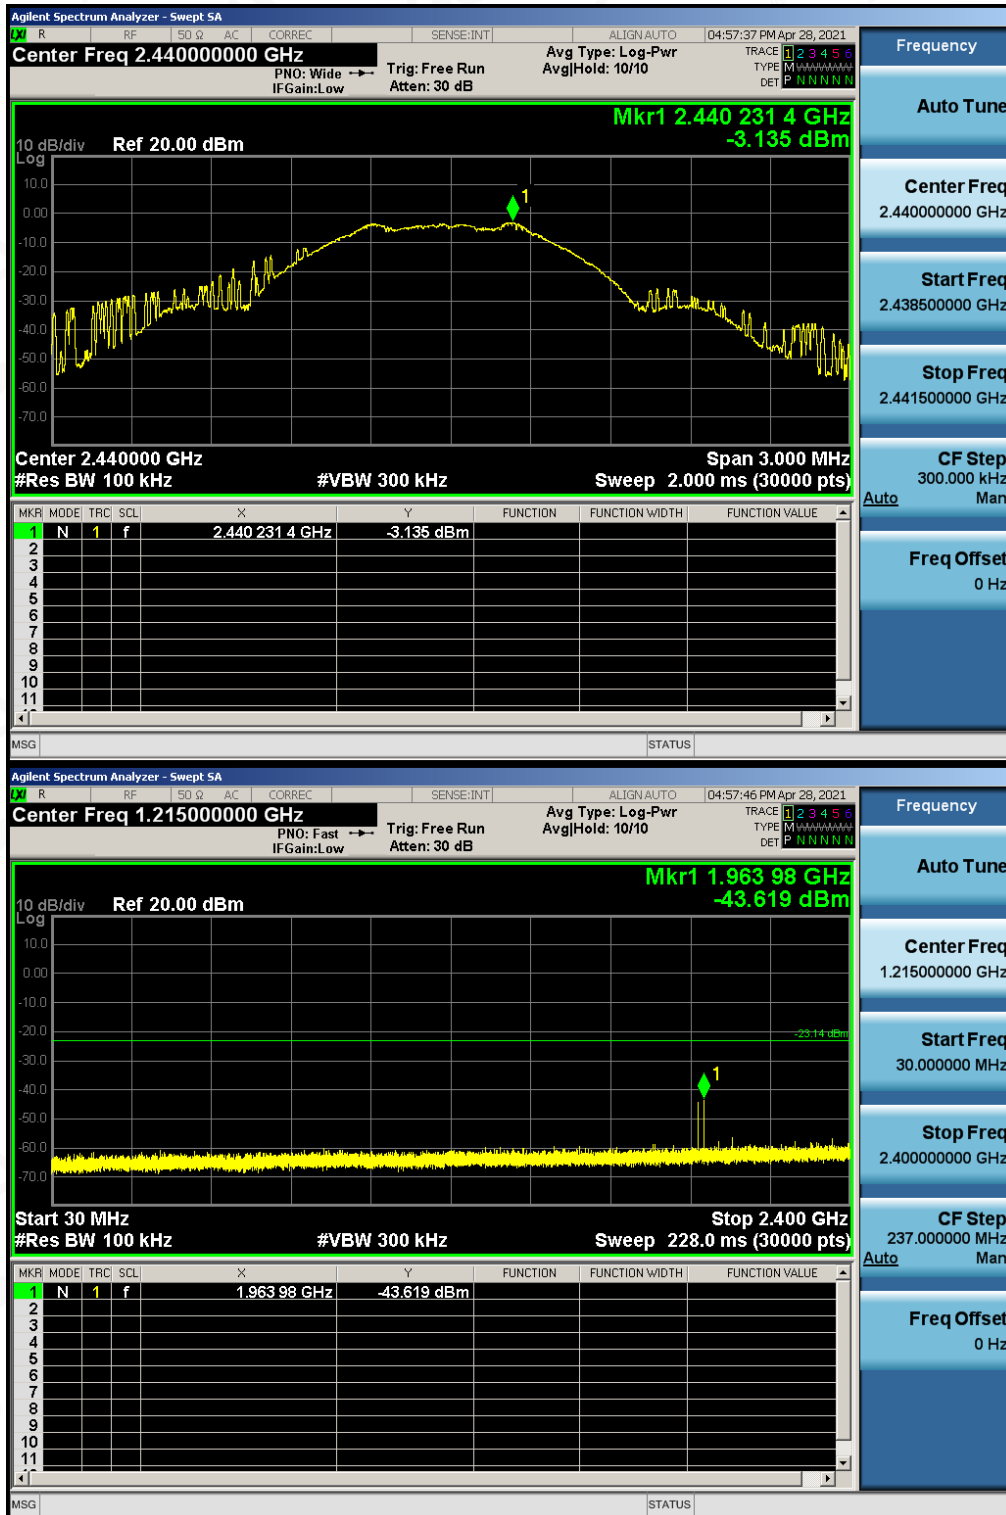 Agilent Spectrum Analyzer - Swept SA
LXI R RF 50 Ω AC CORREC SENSE:INT ALIGN AUTO 04:57:37 PM Apr 28, 2021
Center Freq 2.440000000 GHz
PNO: Wide Trig: Free Run Avg Type: Log-Pwr TRACE 1 2 3 4 5 6
IFGain:Low Atten: 30 dB Avg|Hold: 10/10 TYPE M WWWWW
DET P N N N N N
Mkr1 2.440 231 4 GHz
-3.135 dBm
10 dB/div Ref 20.00 dBm
Log
10.0
0.00
-10.0
-20.0
-30.0
-40.0
-50.0
-60.0
-70.0
1
Center 2.440000 GHz Span 3.000 MHz
#Res BW 100 kHz #VBW 300 kHz Sweep 2.000 ms (30000 pts)
MKR MODE TRC SCL X Y FUNCTION FUNCTION WIDTH FUNCTION VALUE
1 N 1 f 2.440 231 4 GHz -3.135 dBm
2
3
4
5
6
7
8
9
10
11
MSG STATUS
Frequency
Auto Tune
Center Freq
2.440000000 GHz
Start Freq
2.438500000 GHz
Stop Freq
2.441500000 GHz
CF Step
300.000 kHz
Auto Man
Freq Offset
0 Hz
Agilent Spectrum Analyzer - Swept SA
LXI R RF 50 Ω AC CORREC SENSE:INT ALIGN AUTO 04:57:46 PM Apr 28, 2021
Center Freq 1.215000000 GHz
PNO: Fast Trig: Free Run Avg Type: Log-Pwr TRACE 1 2 3 4 5 6
IFGain:Low Atten: 30 dB Avg|Hold: 10/10 TYPE M WWWWW
DET P N N N N N
Mkr1 1.963 98 GHz
-43.619 dBm
10 dB/div Ref 20.00 dBm
Log
10.0
0.00
-10.0
-20.0
-30.0
-40.0
-50.0
-60.0
-70.0
-23.14 dBm
1
Start 30 MHz Stop 2.400 GHz
#Res BW 100 kHz #VBW 300 kHz Sweep 228.0 ms (30000 pts)
MKR MODE TRC SCL X Y FUNCTION FUNCTION WIDTH FUNCTION VALUE
1 N 1 f 1.963 98 GHz -43.619 dBm
2
3
4
5
6
7
8
9
10
11
MSG STATUS
Frequency
Auto Tune
Center Freq
1.215000000 GHz
Start Freq
30.000000 MHz
Stop Freq
2.400000000 GHz
CF Step
237.000000 MHz
Auto Man
Freq Offset
0 Hz